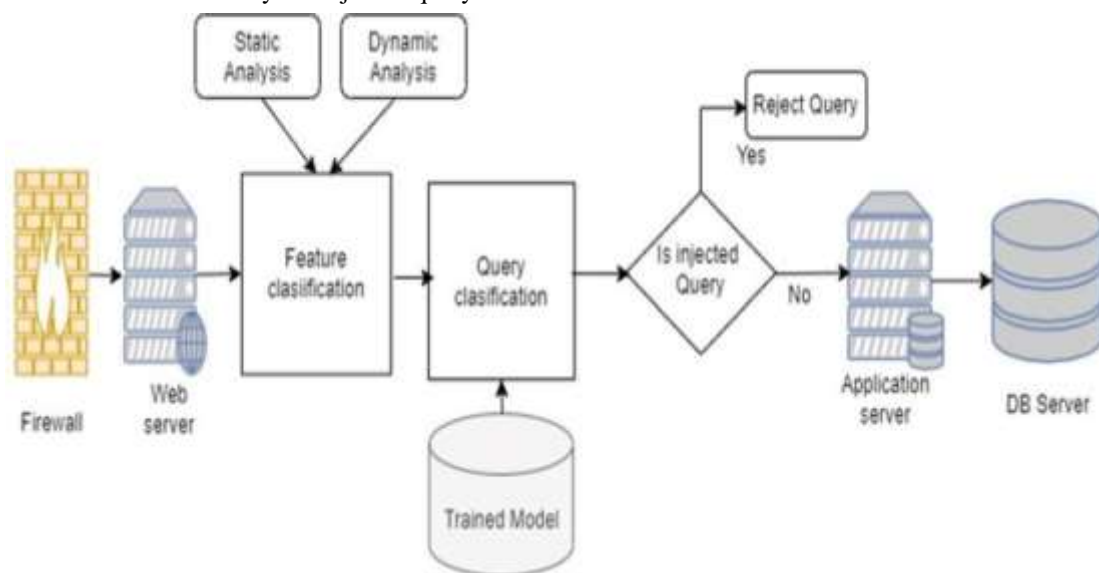 Static
Analysis
Dynamic
Analysis
Reject Query
Yes
Feature
clasiification
Query
clasification
Is injected
Query
No
Web
server
Firewall
Application
server
DB Server
Trained Model